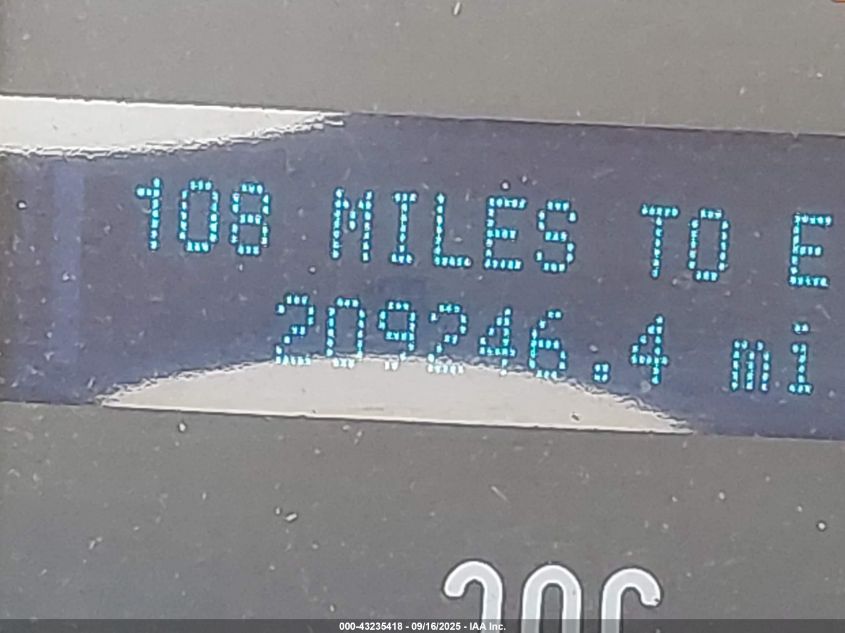 108 MILES TO E
209246.4 mi
000-43235418 - 09/16/2025 - IAA Inc.